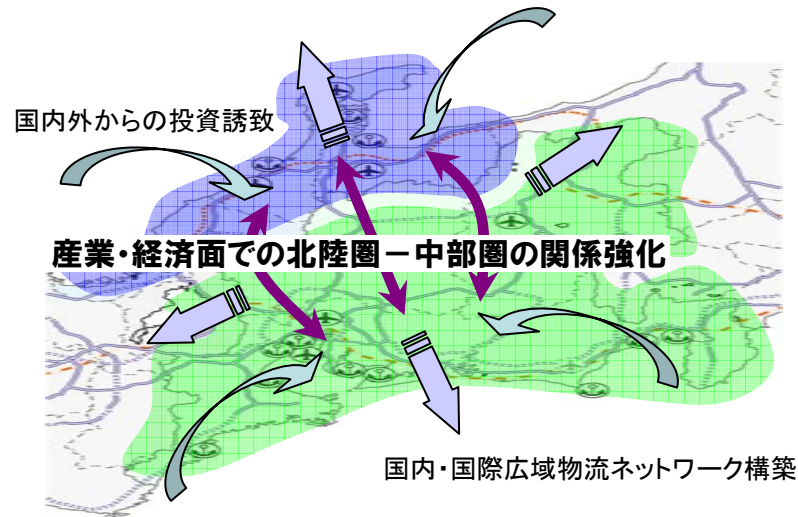 国内外からの投資誘致
産業・経済面での北陸圏－中部圏の関係強化
国内・国際広域物流ネットワーク構築